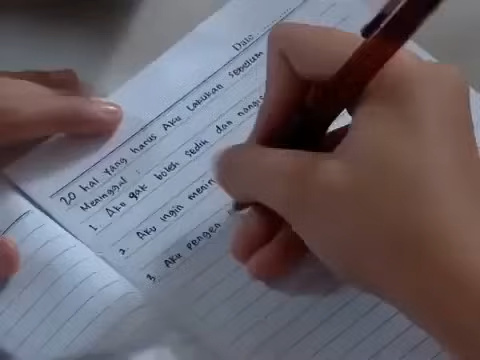 Date
20 hal yang harus Aku Lakukan sebelum
Meninggal :
1. Aku gak boleh sedih dan nangis
2. Aku ingin
3. Aku pengen